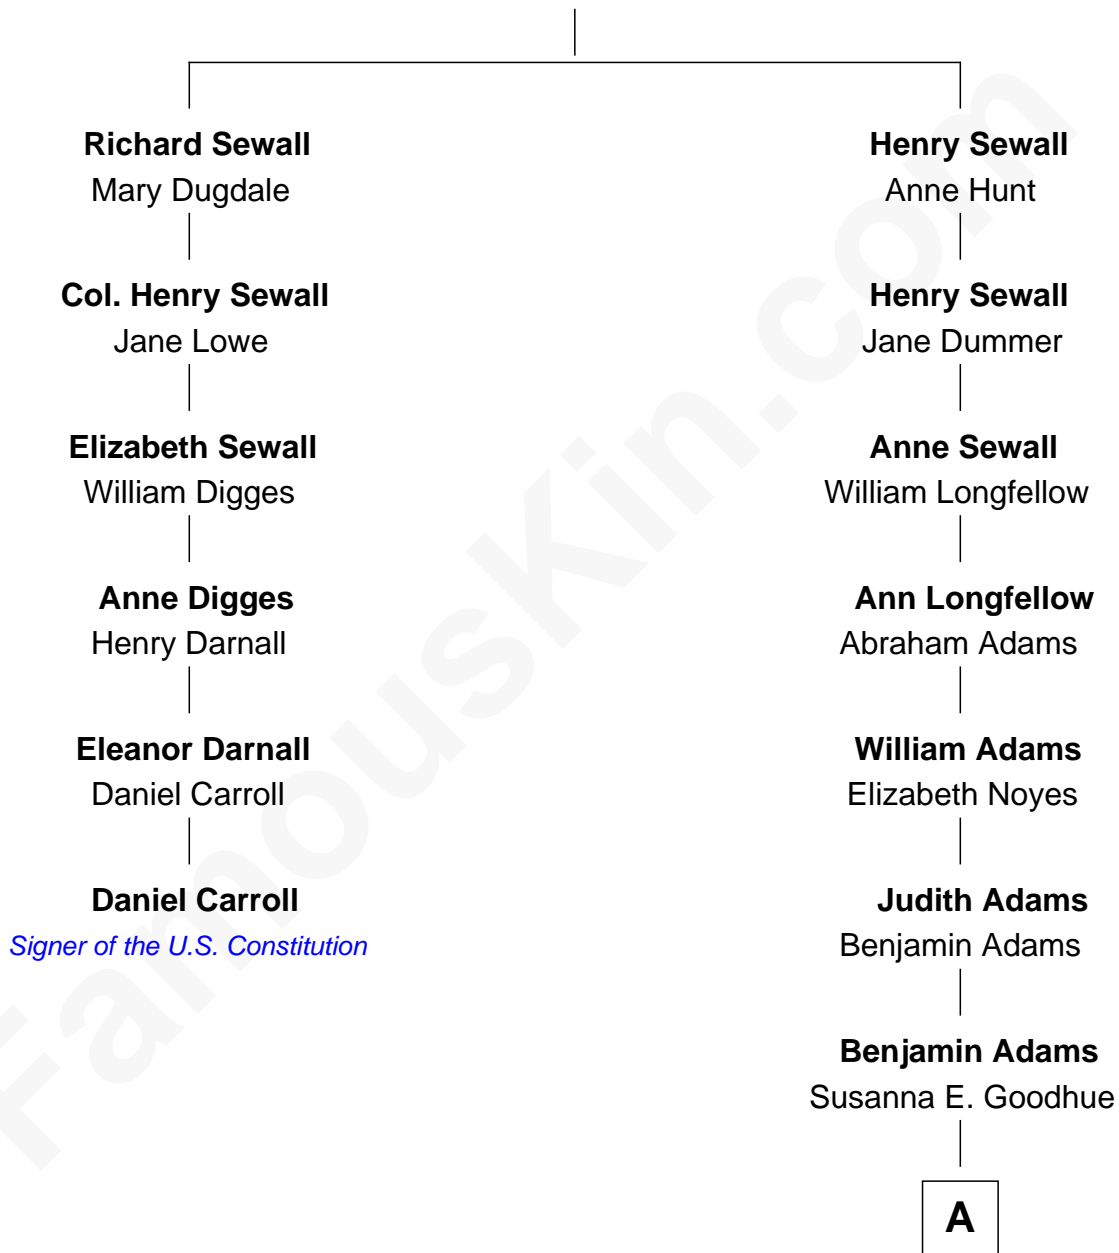 Richard Sewall
Mary Dugdale
Col. Henry Sewall
Jane Lowe
Elizabeth Sewall
William Digges
Anne Digges
Henry Darnall
Eleanor Darnall
Daniel Carroll
Daniel Carroll
Signer of the U.S. Constitution
Henry Sewall
Anne Hunt
Henry Sewall
Jane Dummer
Anne Sewall
William Longfellow
Ann Longfellow
Abraham Adams
William Adams
Elizabeth Noyes
Judith Adams
Benjamin Adams
Benjamin Adams
Susanna E. Goodhue
A
FamousKin.com